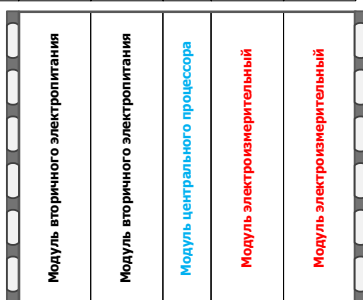 Модуль вторичного электропитания
Модуль вторичного электропитания
Модуль центрального процессора
Модуль электроизмерительный
Модуль электроизмерительный